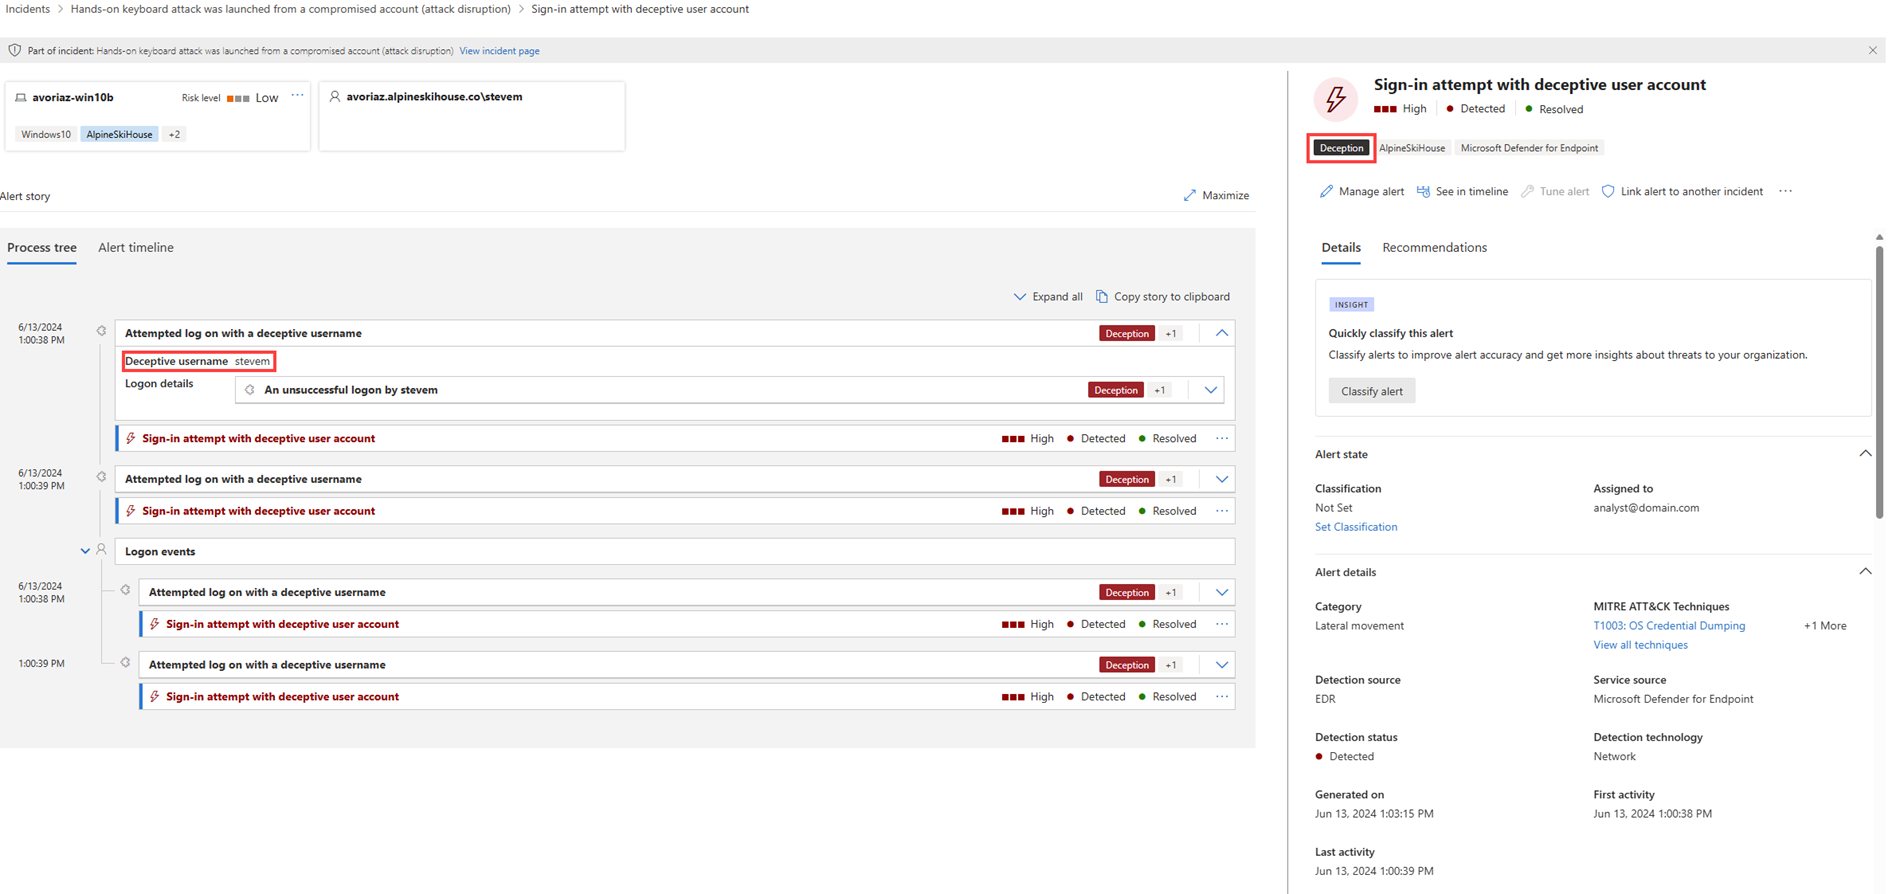 Incidents > Hands-on keyboard attack was launched from a compromised account (attack disruption) > Sign-in attempt with deceptive user account
Part of incident: Hands-on keyboard attack was launched from a compromised account (attack disruption) View incident page
avoriaz-win10b Risk level Low ...
Windows10 AlpineSkiHouse +2
avoriaz.alpineskihouse.co\stevem
Alert story
Maximize
Process tree Alert timeline
Expand all Copy story to clipboard
6/13/2024
1:00:38 PM
Attempted log on with a deceptive username Deception +1
Deceptive username stevem
Logon details
An unsuccessful logon by stevem Deception +1
Sign-in attempt with deceptive user account High Detected Resolved ...
6/13/2024
1:00:39 PM
Attempted log on with a deceptive username Deception +1
Sign-in attempt with deceptive user account High Detected Resolved ...
Logon events
6/13/2024
1:00:38 PM
Attempted log on with a deceptive username Deception +1
Sign-in attempt with deceptive user account High Detected Resolved ...
1:00:39 PM
Attempted log on with a deceptive username Deception +1
Sign-in attempt with deceptive user account High Detected Resolved ...
Sign-in attempt with deceptive user account
High Detected Resolved
Deception AlpineSkiHouse Microsoft Defender for Endpoint
Manage alert See in timeline Tune alert Link alert to another incident ...
Details Recommendations
INSIGHT
Quickly classify this alert
Classify alerts to improve alert accuracy and get more insights about threats to your organization.
Classify alert
Alert state
Classification
Not Set
Set Classification
Assigned to
analyst@domain.com
Alert details
Category
Lateral movement
MITRE ATT&CK Techniques
T1003: OS Credential Dumping +1 More
View all techniques
Detection source
EDR
Service source
Microsoft Defender for Endpoint
Detection status
Detected
Detection technology
Network
Generated on
Jun 13, 2024 1:03:15 PM
First activity
Jun 13, 2024 1:00:38 PM
Last activity
Jun 13, 2024 1:00:39 PM